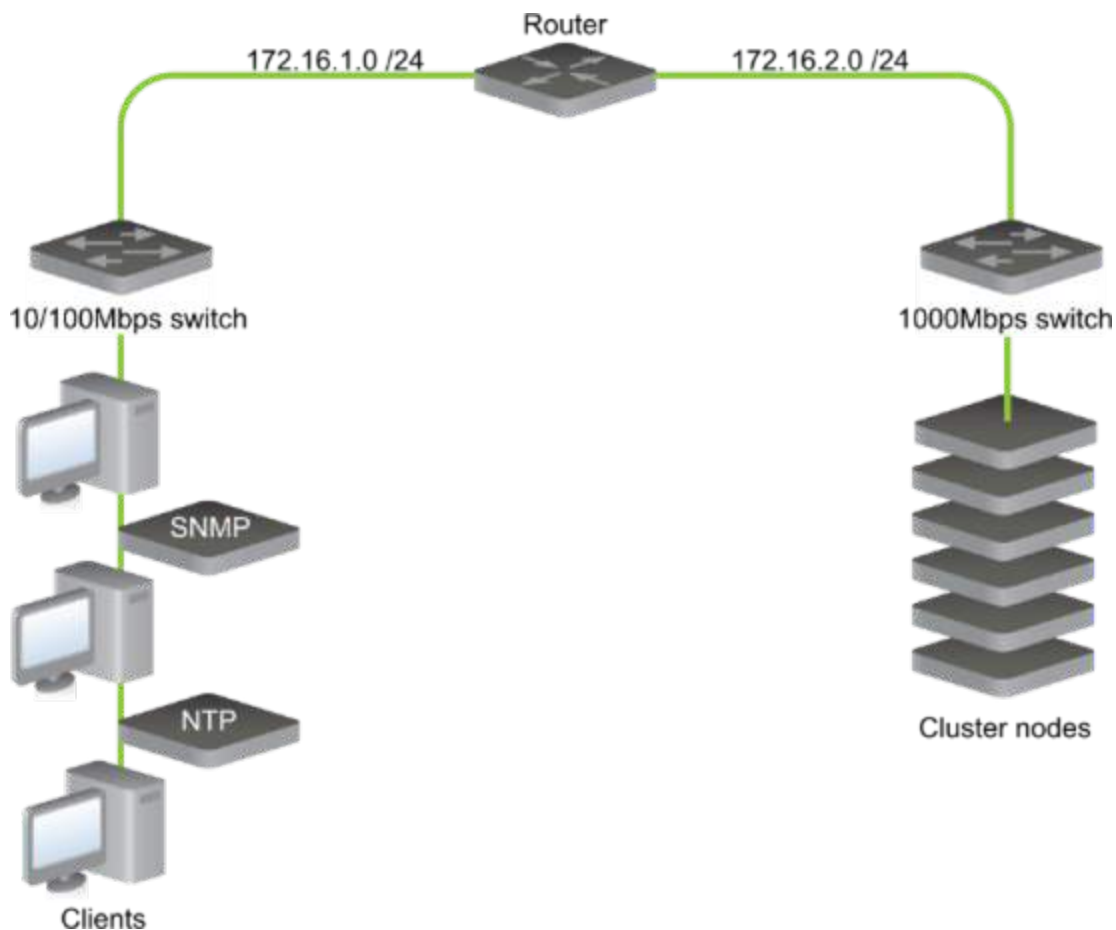 Router
172.16.1.0 /24
172.16.2.0 /24
10/100Mbps switch
1000Mbps switch
SNMP
NTP
Cluster nodes
Clients